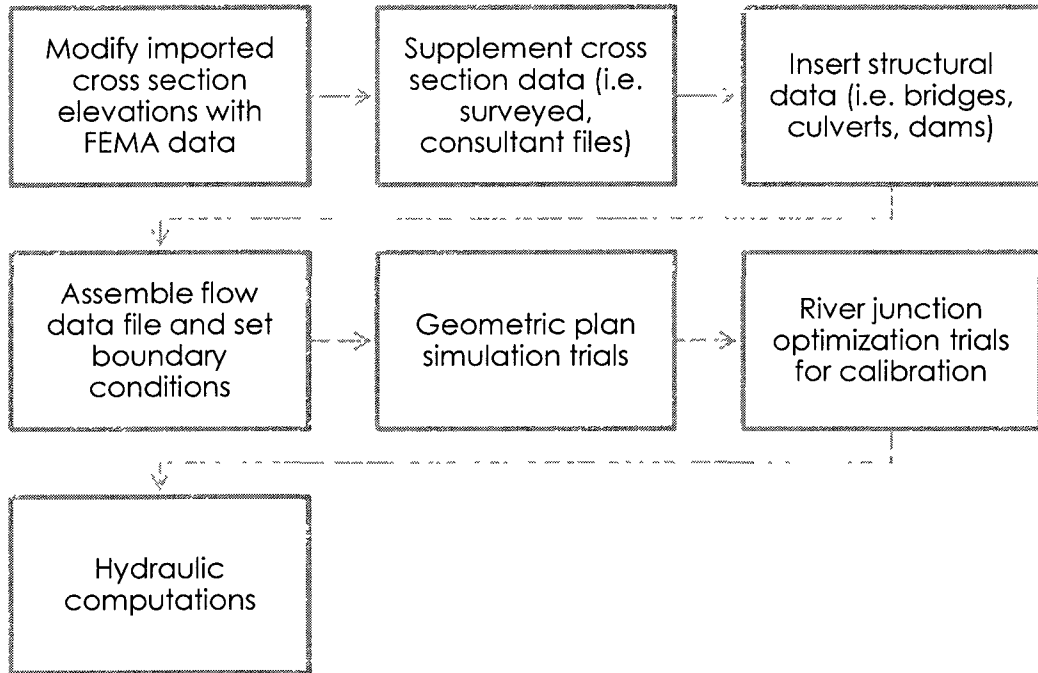 Modify imported
cross section
elevations with
FEMA data
Supplement cross
section data (i.e.
surveyed,
consultant files)
Insert structural
data (i.e. bridges,
culverts, dams)
Assemble flow
data file and set
boundary
conditions
Geometric plan
simulation trials
River junction
optimization trials
for calibration
Hydraulic
computations